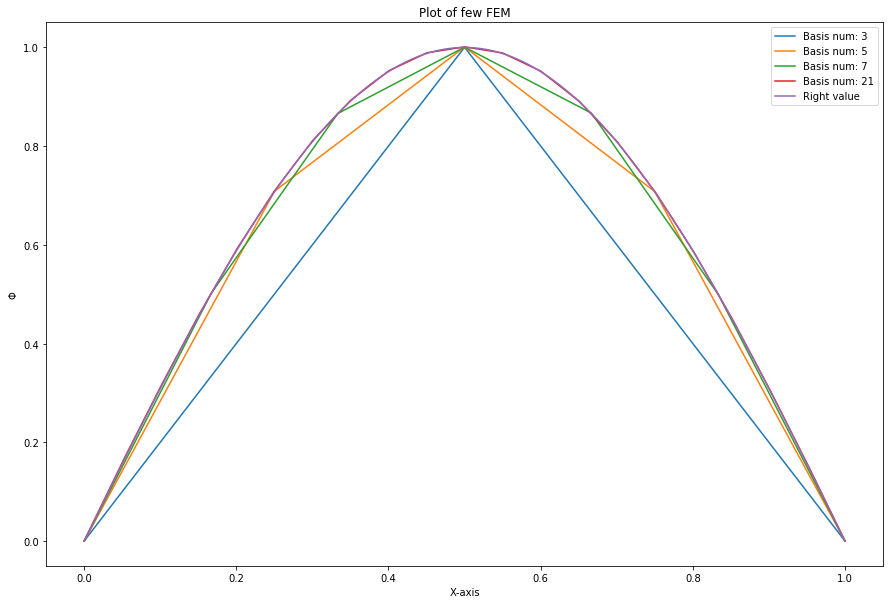 Plot of few FEM
Basis num: 3
Basis num: 5
Basis num: 7
Basis num: 21
Right value
1.0
0.8
0.6
0.4
0.2
0.0
Φ
0.0 0.2 0.4 0.6 0.8 1.0
X-axis